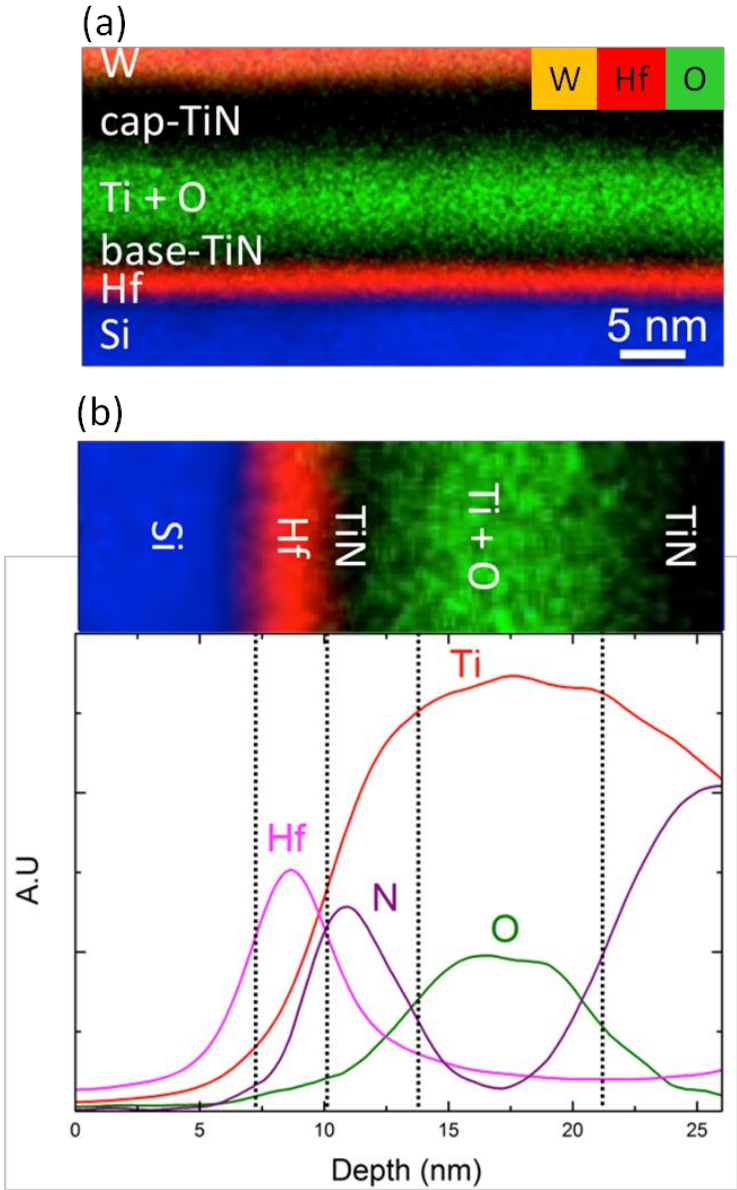 (a)
W
W Hf O
cap-TiN
Ti + O
base-TiN
Hf
Si
5 nm
(b)
Si
Hf
TiN
Ti + O
TiN
Ti
Hf
N
O
A.U
0 5 10 15 20 25
Depth (nm)